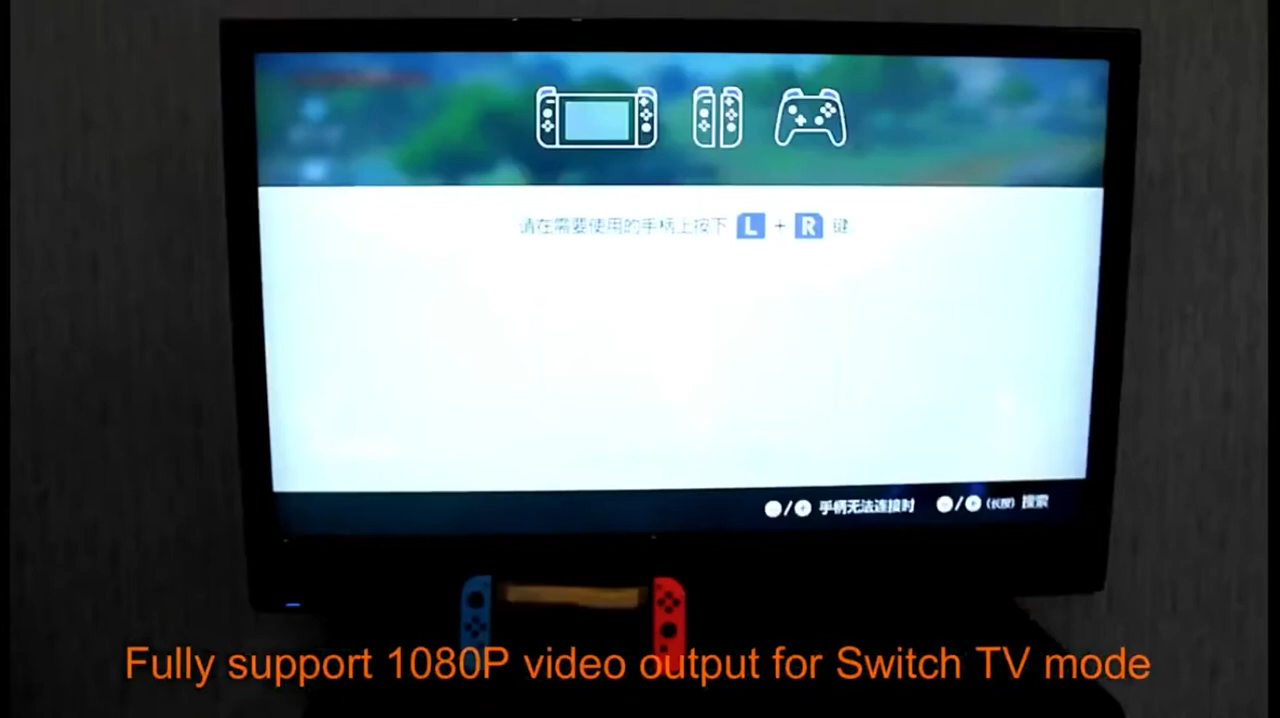 请在需要使用的手柄上按下 L + R 键
手柄无法连接时 (长按) 搜索
Fully support 1080P video output for Switch TV mode